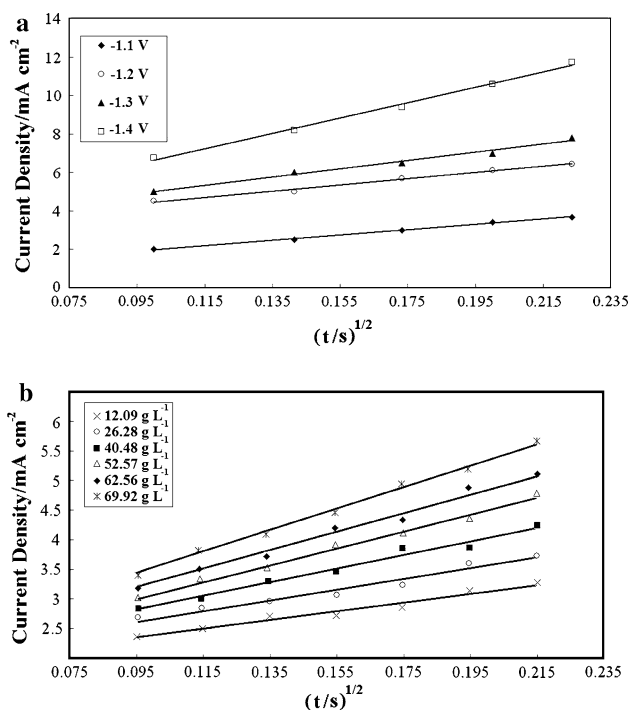 a
14
12
10
8
6
4
2
0
Current Density/mA cm-2
-1.1 V
-1.2 V
-1.3 V
-1.4 V
0.075 0.095 0.115 0.135 0.155 0.175 0.195 0.215 0.235
(t/s)1/2
b
6
5.5
5
4.5
4
3.5
3
2.5
Current Density/mA cm-2
12.09 g L-1
26.28 g L-1
40.48 g L-1
52.57 g L-1
62.56 g L-1
69.92 g L-1
0.075 0.095 0.115 0.135 0.155 0.175 0.195 0.215 0.235
(t/s)1/2